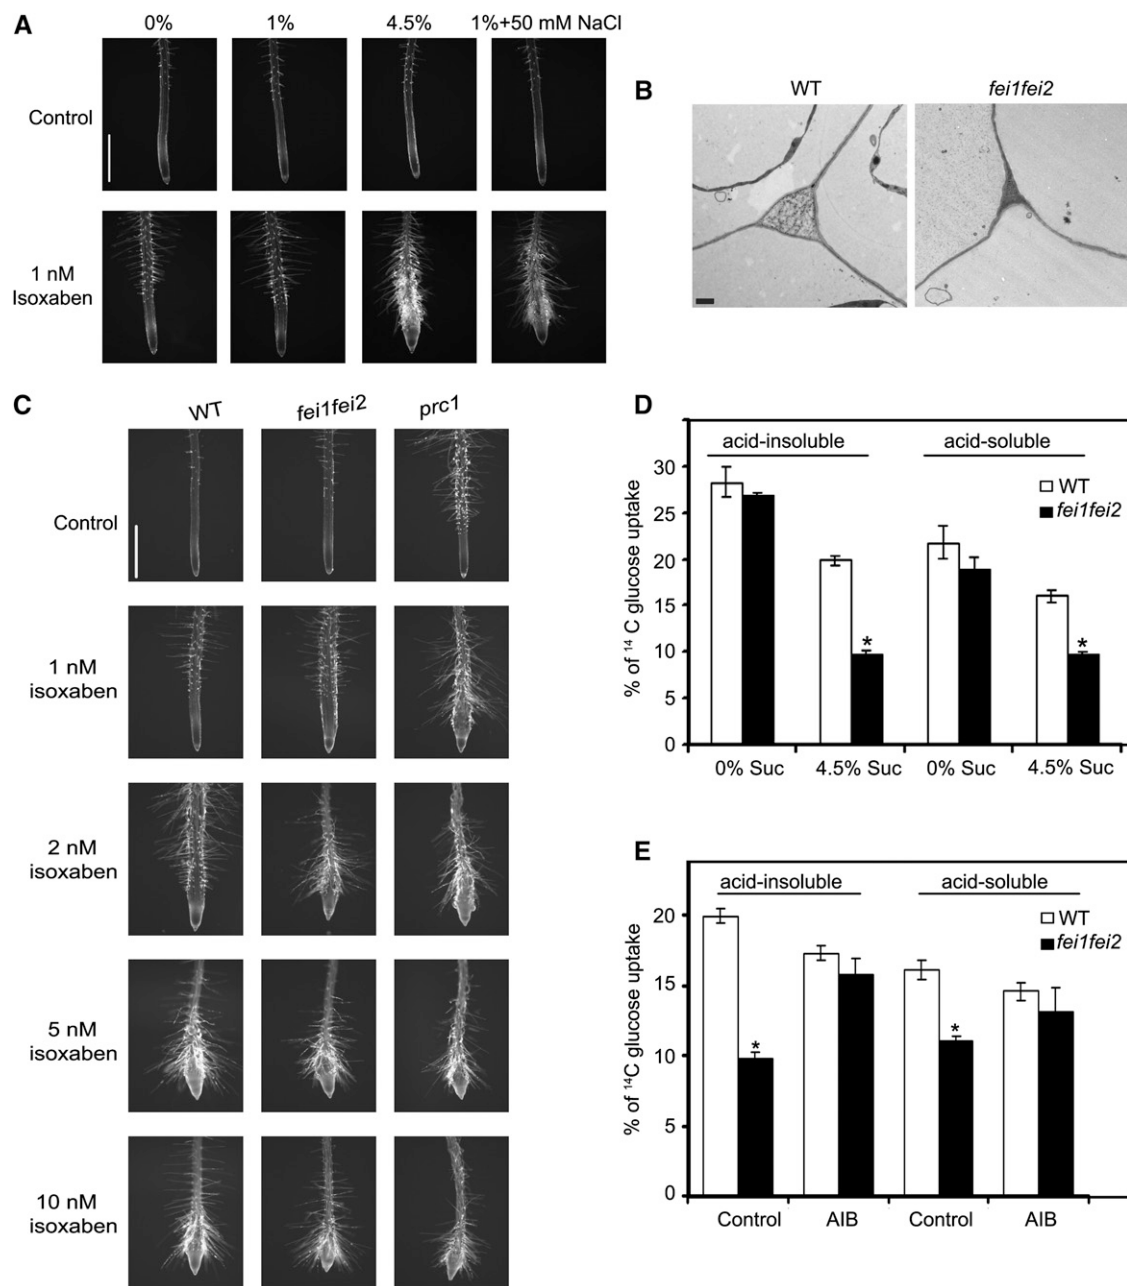 A
0% 1% 4.5% 1%+50 mM NaCl
Control
1 nM
Isoxaben
B
WT fei1fei2
C
WT fei1fei2 prc1
Control
1 nM
isoxaben
2 nM
isoxaben
5 nM
isoxaben
10 nM
isoxaben
D
acid-insoluble acid-soluble
WT
fei1fei2
% of 14 C glucose uptake
30
25
20
15
10
5
0
* *
0% Suc 4.5% Suc 0% Suc 4.5% Suc
E
acid-insoluble acid-soluble
WT
fei1fei2
% of 14C glucose uptake
20
15
10
5
0
* *
Control AIB Control AIB